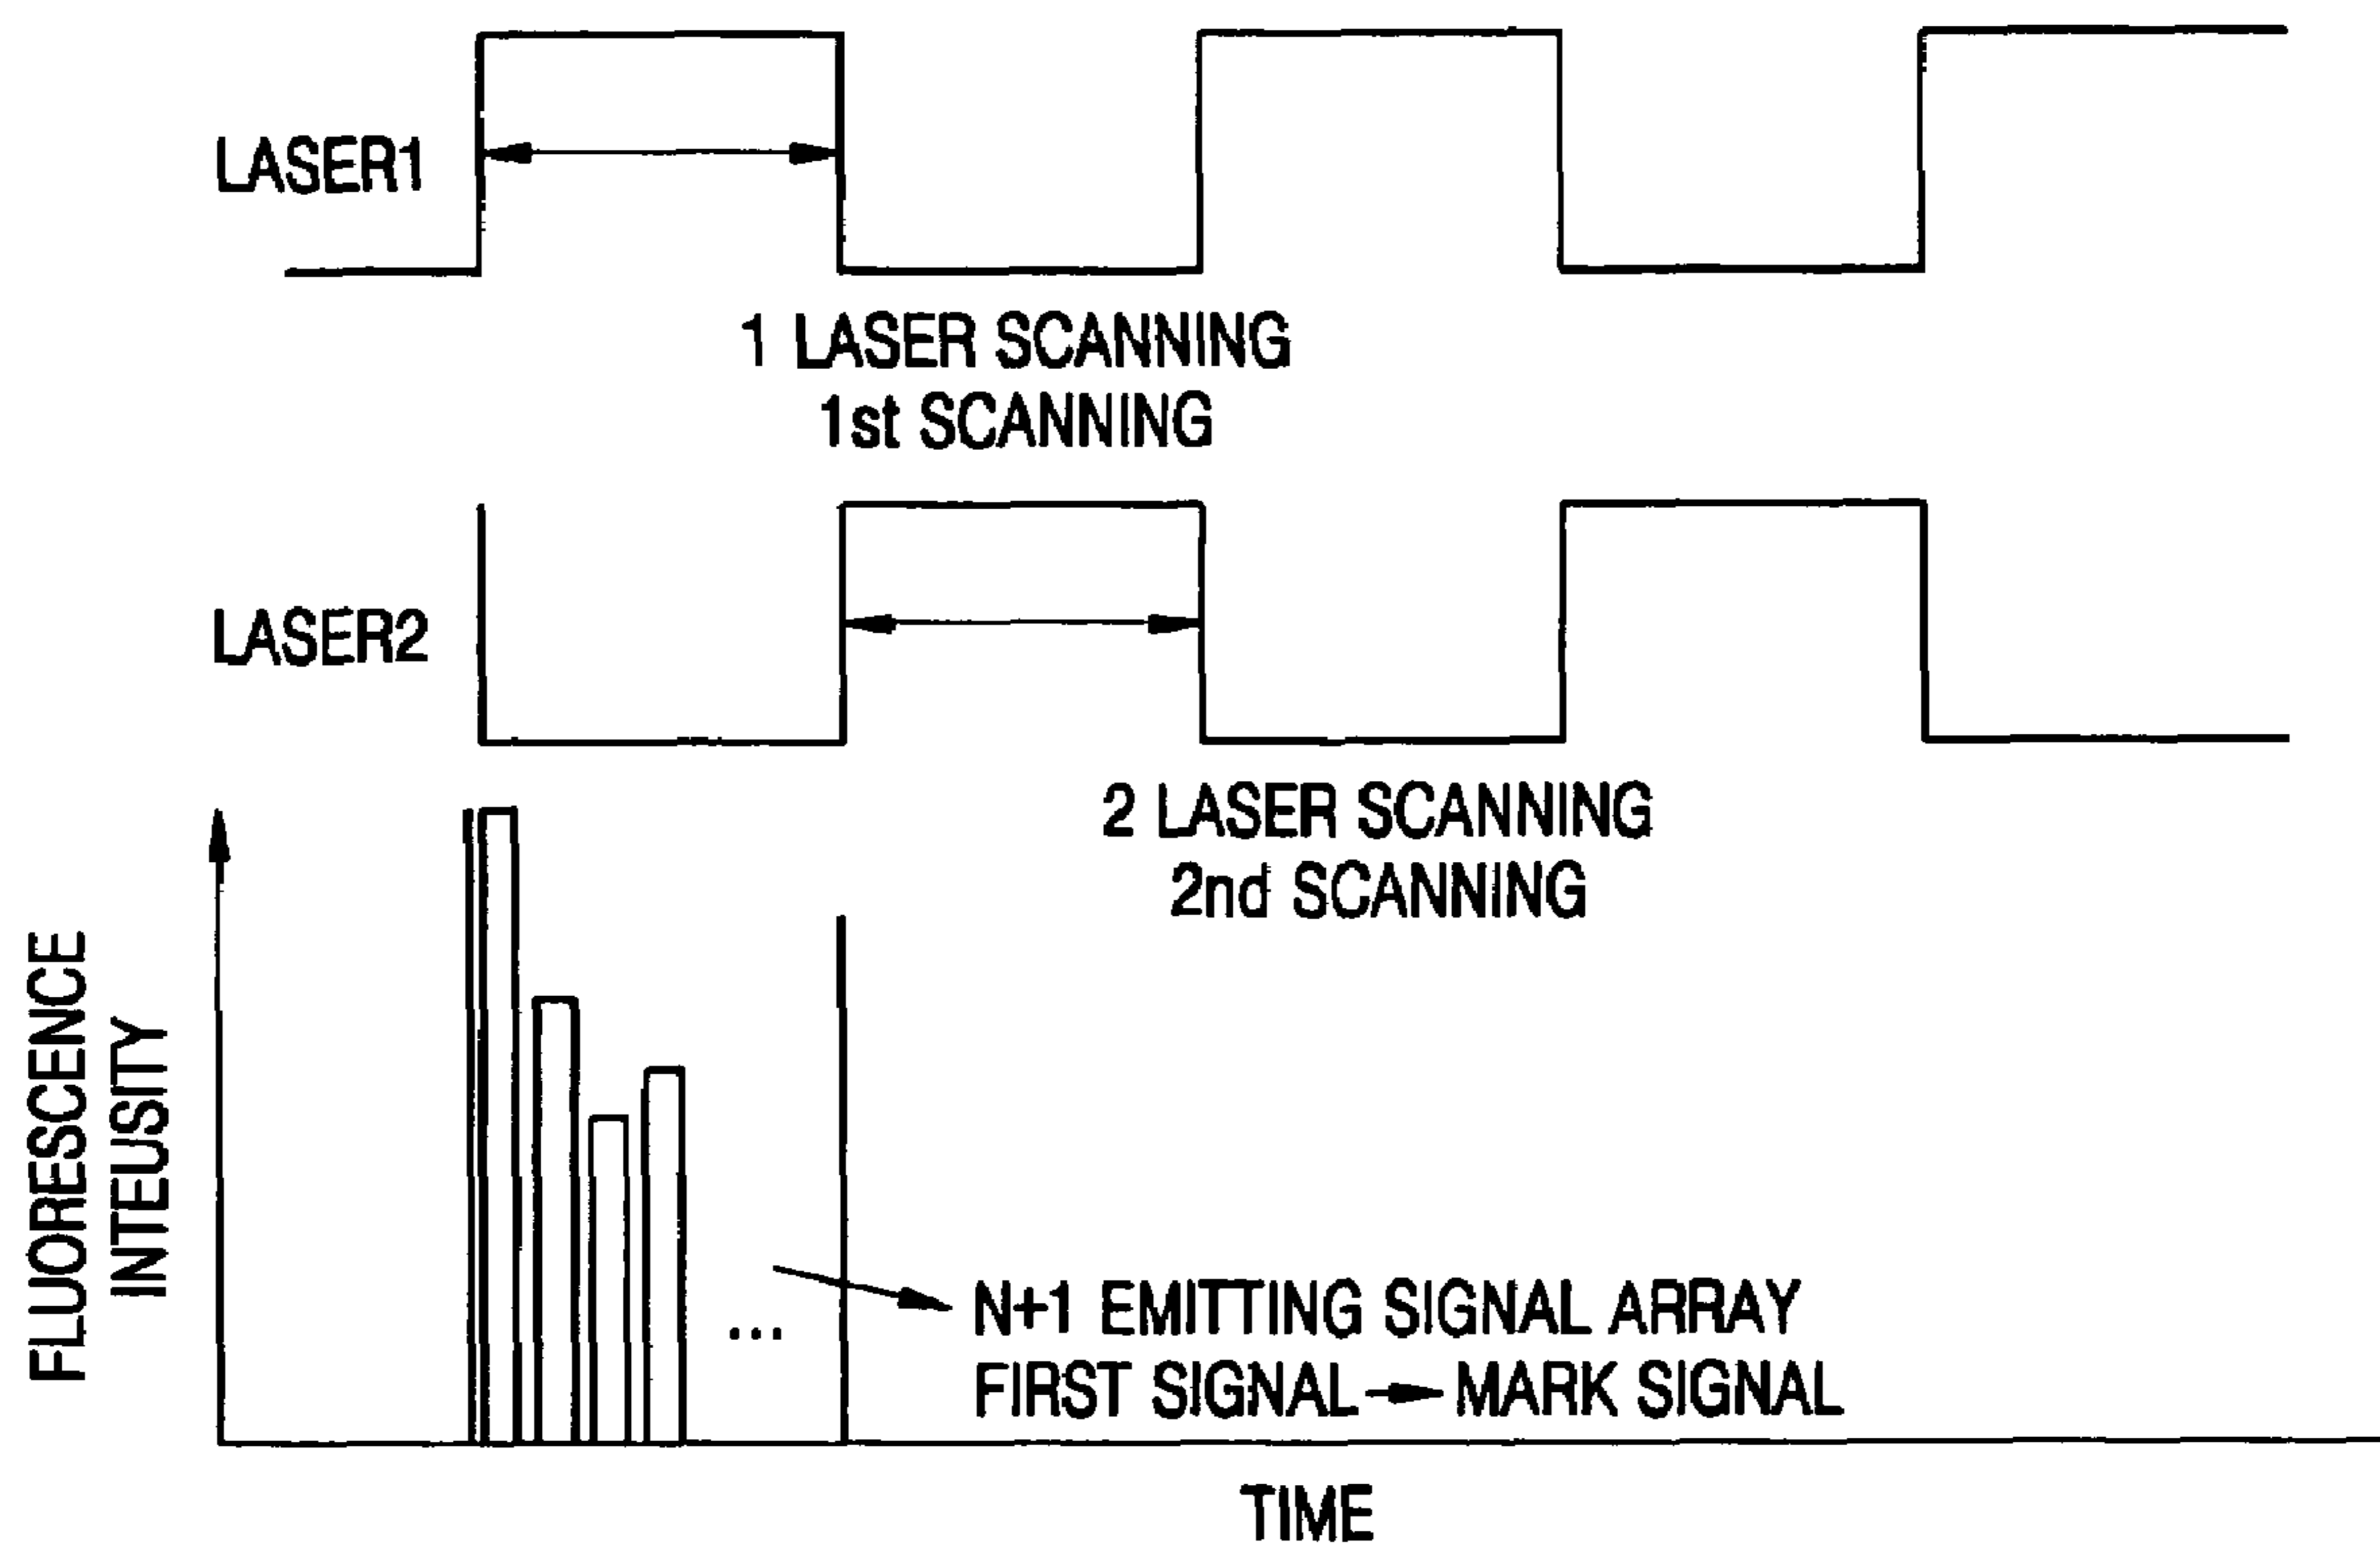 LASER1
1 LASER SCANNING
1st SCANNING
LASER2
2 LASER SCANNING
2nd SCANNING
FLUORESCENCE
INTEUSITY
...
N+1 EMITTING SIGNAL ARRAY
FIRST SIGNAL → MARK SIGNAL
TIME